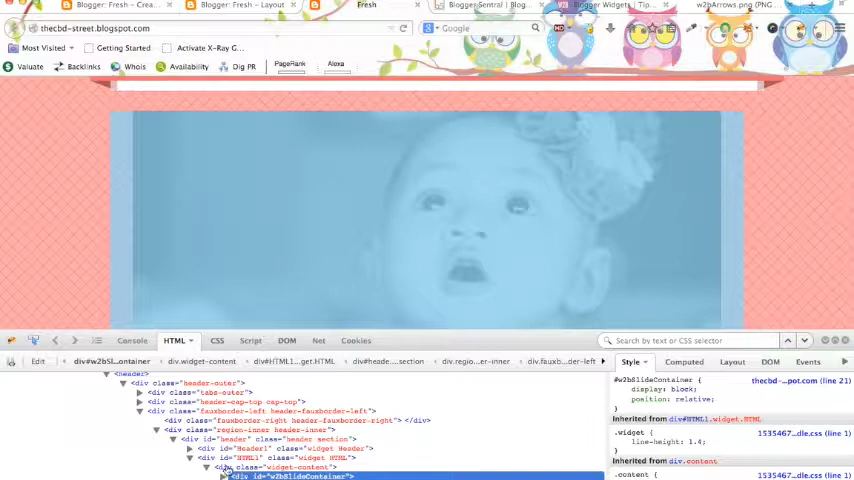 Blogger: Fresh – Crea...
Blogger: Fresh – Layout
Fresh
Blogger Sentral | Blog...
Blogger Widgets | Tip...
w2bArrows.png (PNG ...
thecbd-street.blogspot.com
Google
Most Visited
Getting Started
Activate X-Ray G...
Valuate
Backlinks
Whois
Availability
Dig PR
PageRank
Alexa
Console
HTML
CSS
Script
DOM
Net
Cookies
Search by text or CSS selector
Edit
div#w2bSl...ontainer
div.widget-content
div#HTML1...get.HTML
div#heade....section
div.regio...er-inner
div.fauxb...der-left
Style
Computed
Layout
DOM
Events
<header>
<div class="header-outer">
<div class="tabs-outer">
<div class="header-cap-top cap-top">
<div class="fauxborder-left header-fauxborder-left">
<div class="fauxborder-right header-fauxborder-right"> </div>
<div class="region-inner header-inner">
<div id="header" class="header section">
<div id="Header1" class="widget Header">
<div id="HTML1" class="widget HTML">
<div class="widget-content">
<div id="w2bSlideContainer">
#w2bSlideContainer {
thecbd-...pot.com (line 21)
display: block;
position: relative;
}
Inherited from div#HTML1.widget.HTML
.widget {
1535467...dle.css (line 2)
line-height: 1.4;
}
Inherited from div.content
.content {
1535467...dle.css (line 2)